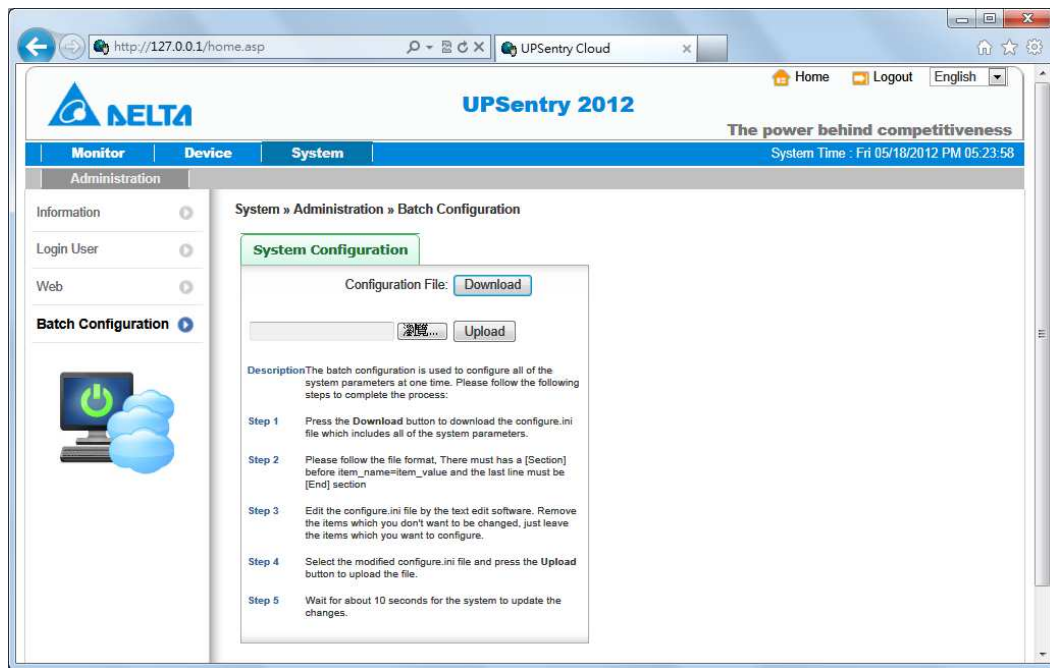 http://127.0.0.1/home.asp
UPSentry Cloud
Home
Logout
English
DELTA
UPSentry 2012
The power behind competitiveness
Monitor
Device
System
System Time : Fri 05/18/2012 PM 05:23:58
Administration
Information
Login User
Web
Batch Configuration
System » Administration » Batch Configuration
System Configuration
Configuration File: Download
瀏覽... Upload
Description The batch configuration is used to configure all of the
system parameters at one time. Please follow the following
steps to complete the process:
Step 1 Press the Download button to download the configure.ini
file which includes all of the system parameters.
Step 2 Please follow the file format, There must has a [Section]
before item_name=item_value and the last line must be
[End] section
Step 3 Edit the configure.ini file by the text edit software. Remove
the items which you don't want to be changed, just leave
the items which you want to configure.
Step 4 Select the modified configure.ini file and press the Upload
button to upload the file.
Step 5 Wait for about 10 seconds for the system to update the
changes.